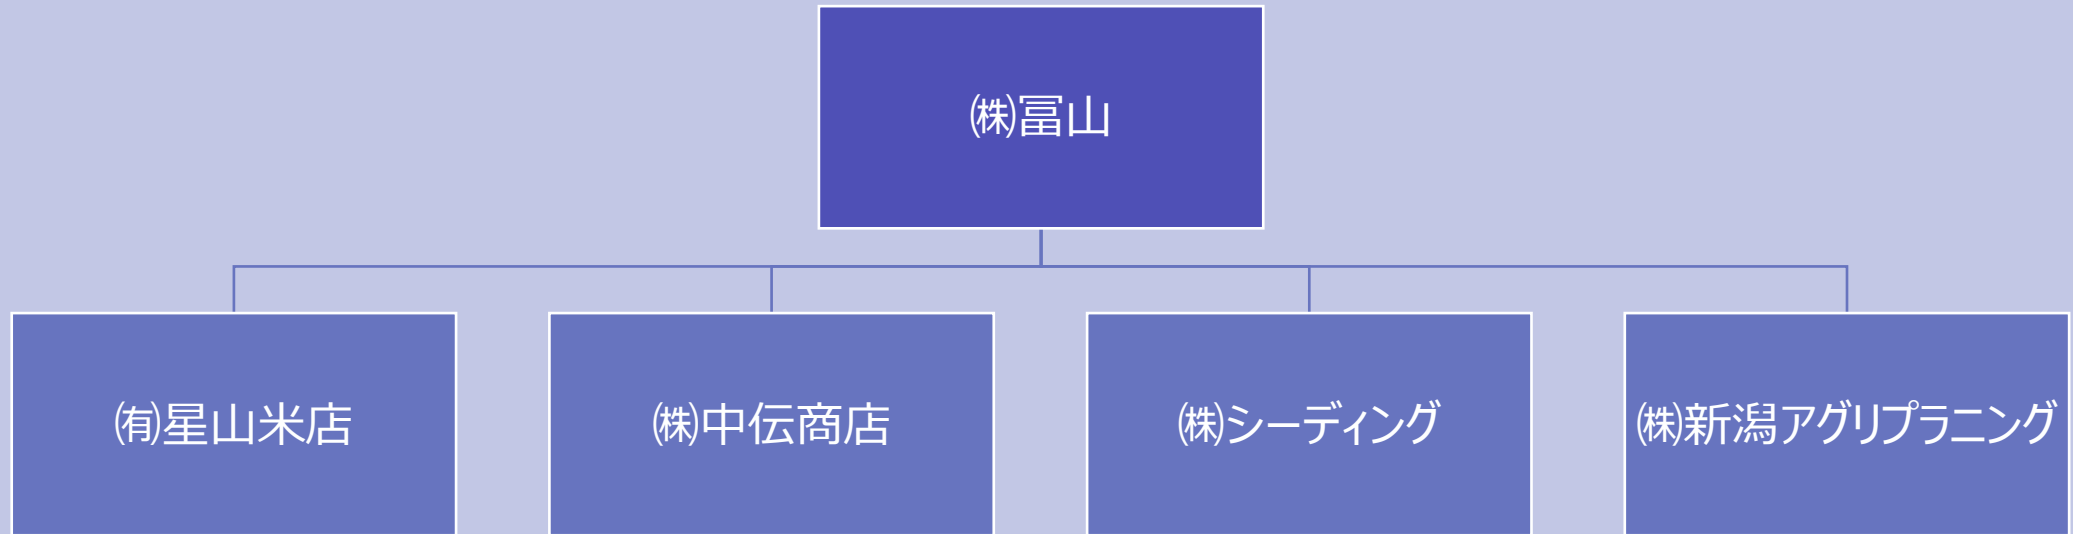 ㈱冨山
㈲星山米店
㈱中伝商店
㈱シーディング
㈱新潟アグリプラニング